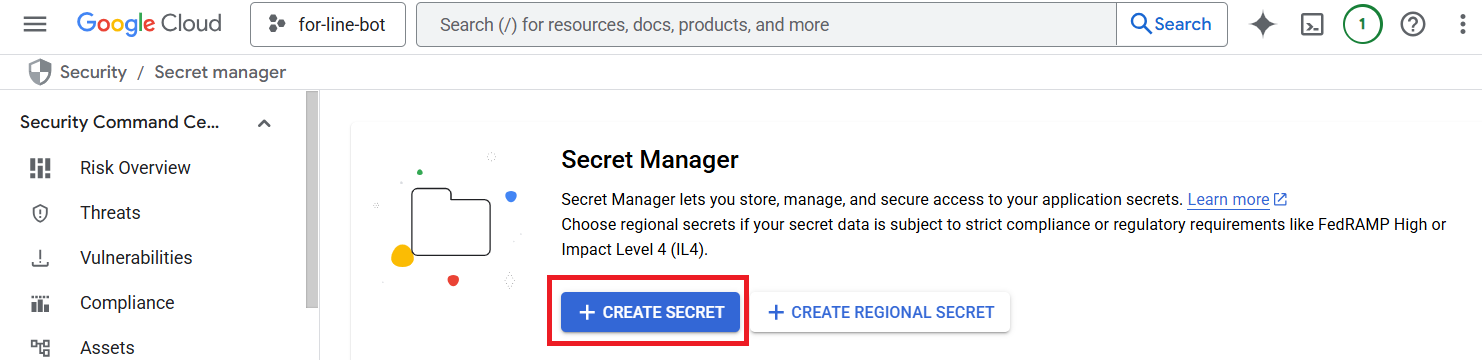 Google Cloud
for-line-bot
Search (/) for resources, docs, products, and more
Search
1
?
Security / Secret manager
Security Command Ce...
Risk Overview
Threats
Vulnerabilities
Compliance
Assets
Secret Manager
Secret Manager lets you store, manage, and secure access to your application secrets. Learn more
Choose regional secrets if your secret data is subject to strict compliance or regulatory requirements like FedRAMP High or
Impact Level 4 (IL4).
+ CREATE SECRET
+ CREATE REGIONAL SECRET